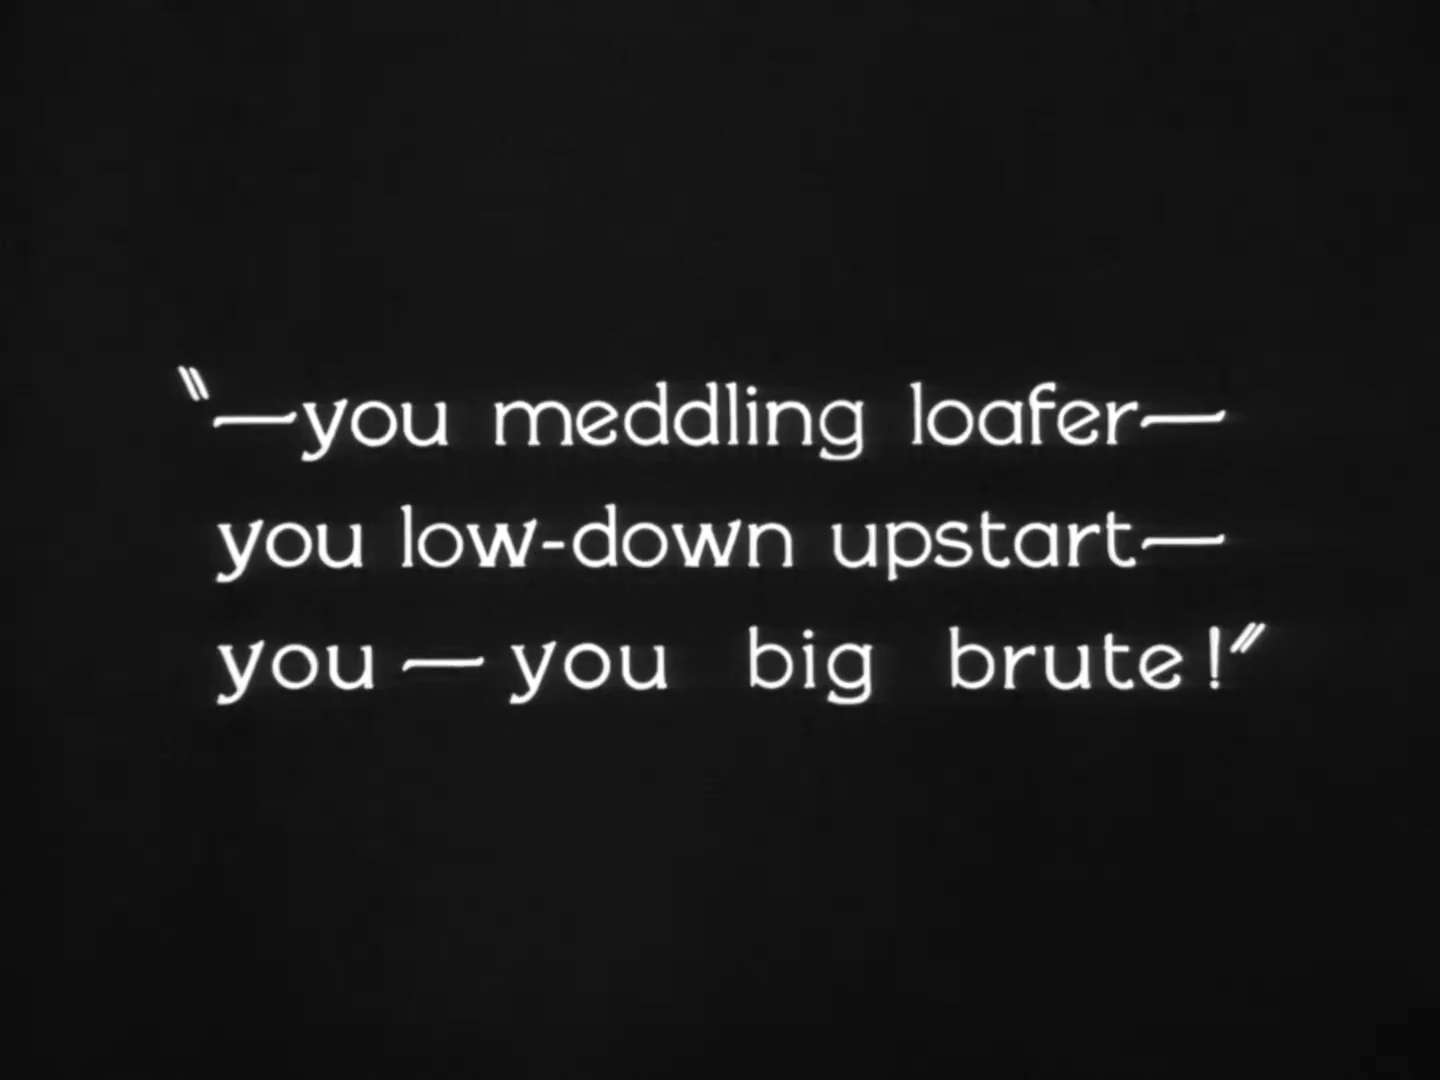 "—you meddling loafer—
you low-down upstart—
you — you big brute!"